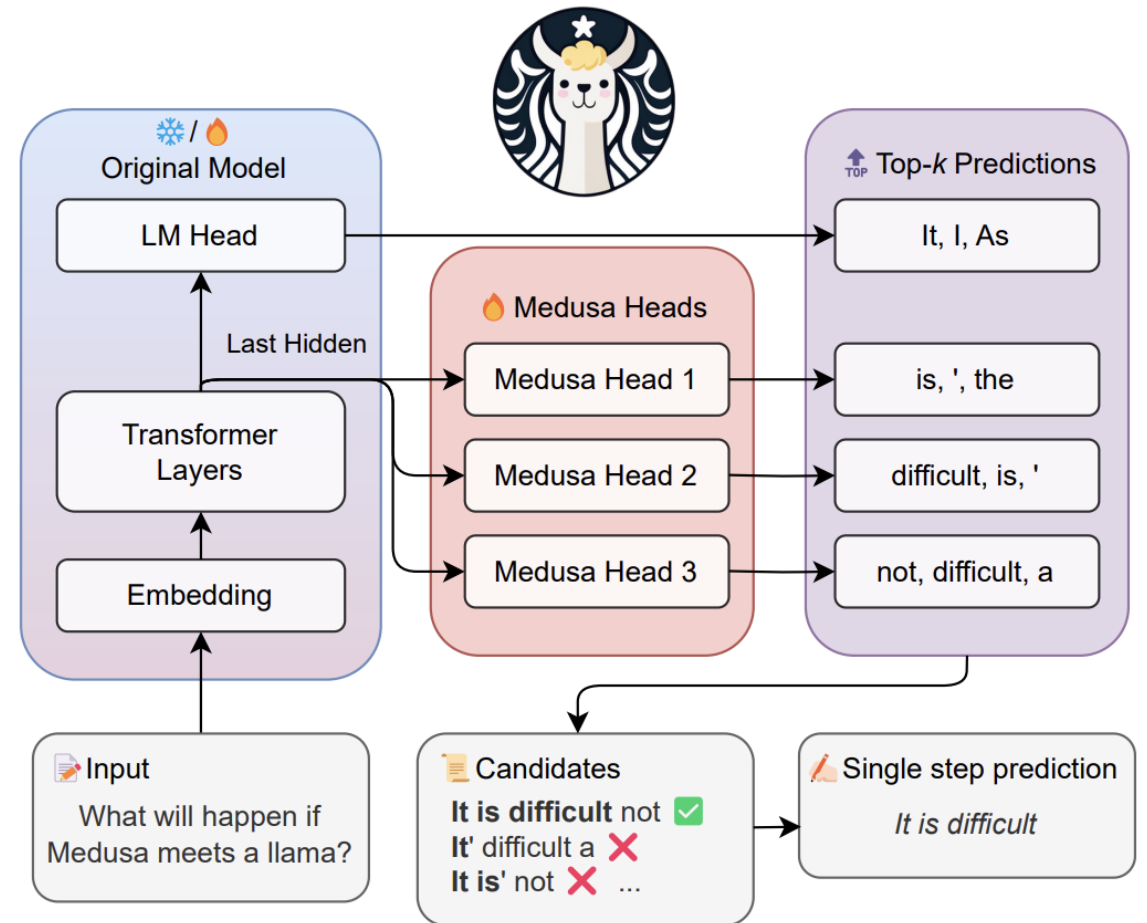 Original Model
LM Head
Last Hidden
Transformer
Layers
Embedding
Medusa Heads
Medusa Head 1
Medusa Head 2
Medusa Head 3
TOP
Top-k Predictions
It, I, As
is, ', the
difficult, is, '
not, difficult, a
Input
What will happen if
Medusa meets a llama?
Candidates
It is difficult not
It' difficult a
It is' not ...
Single step prediction
It is difficult